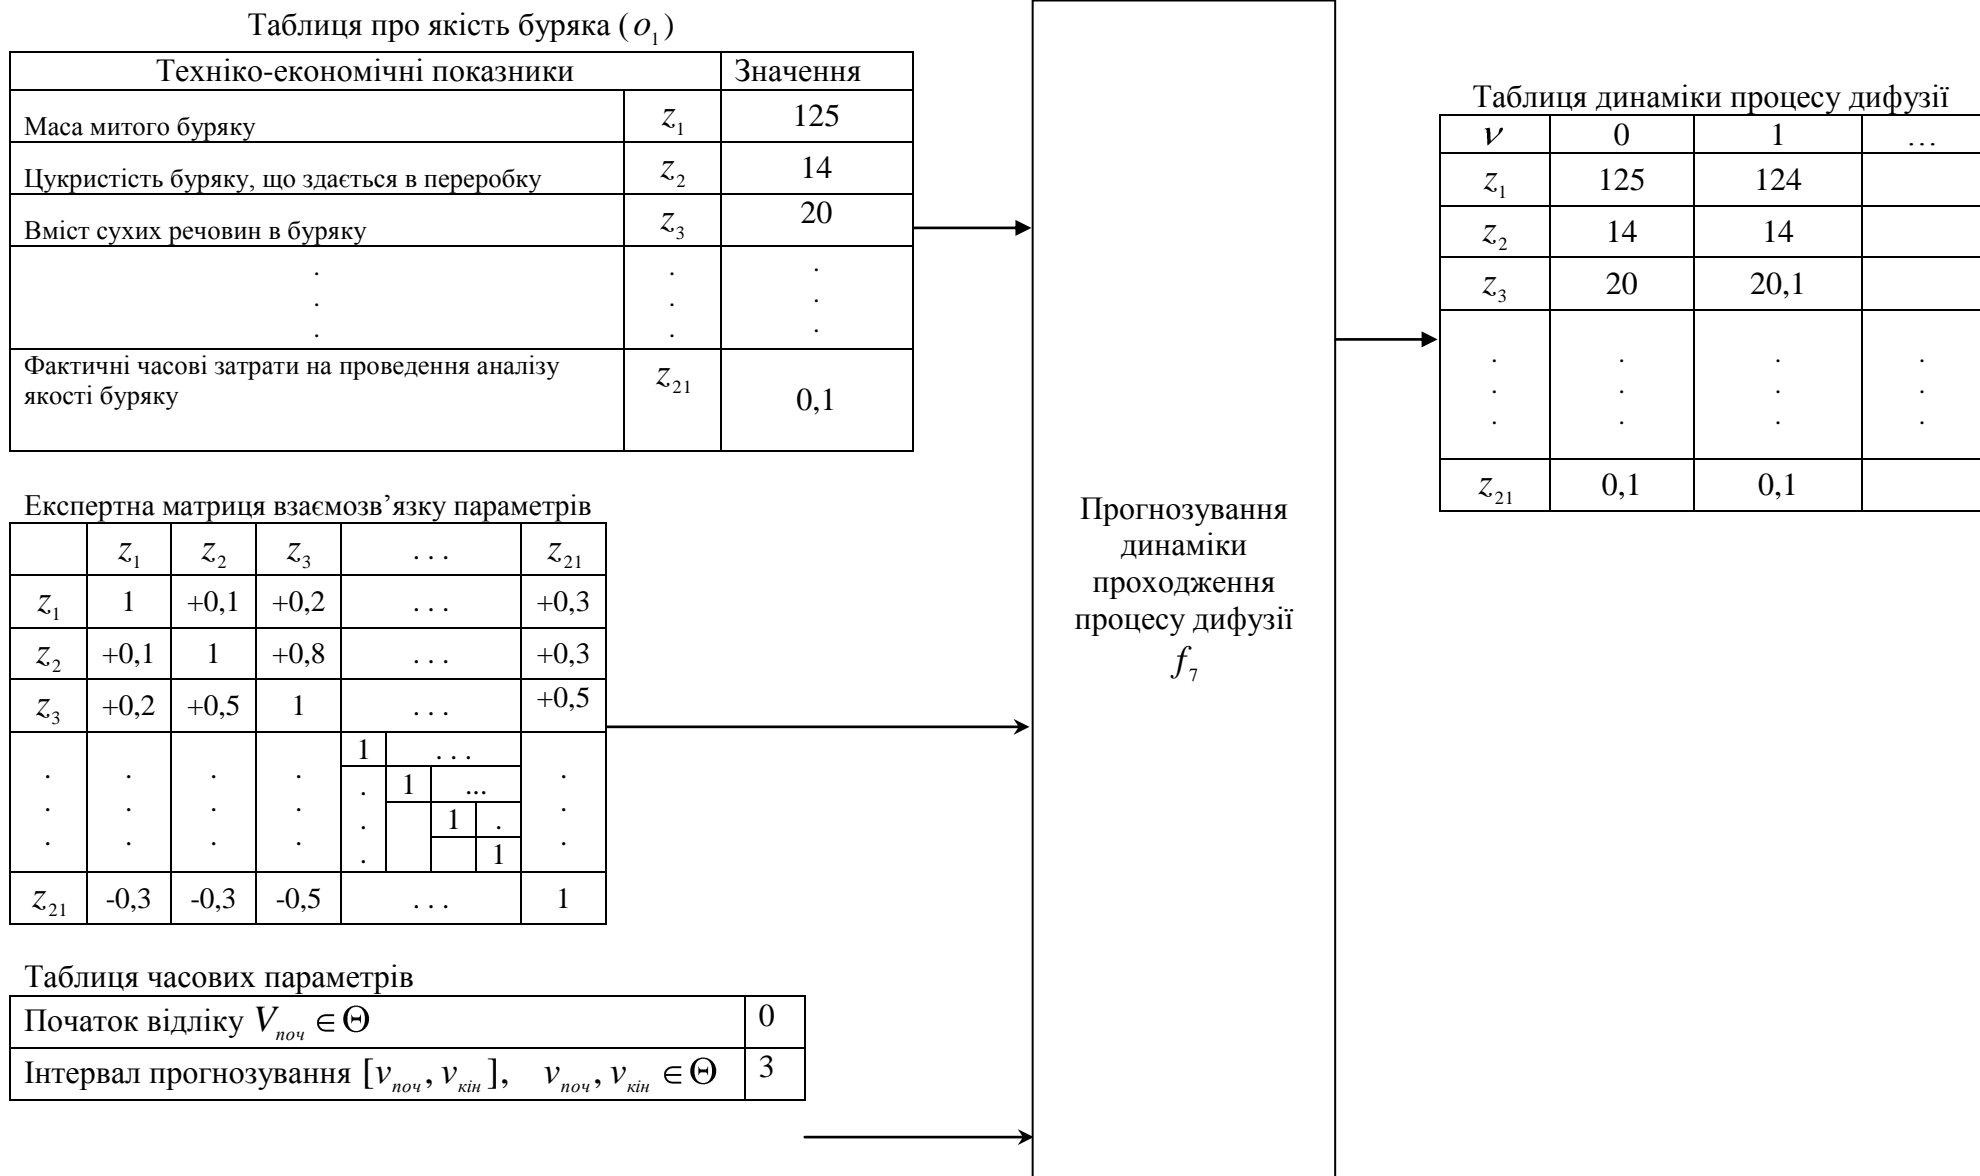 Таблиця про якість буряка (o₁)
Техніко-економічні показники Значення
Маса митого буряку z₁ 125
Цукристість буряку, що здається в переробку z₂ 14
Вміст сухих речовин в буряку z₃ 20
. . .
. . .
. . .
Фактичні часові затрати на проведення аналізу
якості буряку z₂₁ 0,1
Експертна матриця взаємозв’язку параметрів
z₁ z₂ z₃ . . . z₂₁
z₁ 1 +0,1 +0,2 . . . +0,3
z₂ +0,1 1 +0,8 . . . +0,3
z₃ +0,2 +0,5 1 . . . +0,5
1 . . .
. . . . . 1 ... .
. . . . . 1 . .
. . . . . 1 .
z₂₁ -0,3 -0,3 -0,5 . . . 1
Таблиця часових параметрів
Початок відліку V_поч ∈ Θ 0
Інтервал прогнозування [v_поч, v_кін], v_поч, v_кін ∈ Θ 3
Прогнозування
динаміки
проходження
процесу дифузії
f₇
Таблиця динаміки процесу дифузії
ν 0 1 …
z₁ 125 124
z₂ 14 14
z₃ 20 20,1
. . . .
. . . .
. . . .
z₂₁ 0,1 0,1